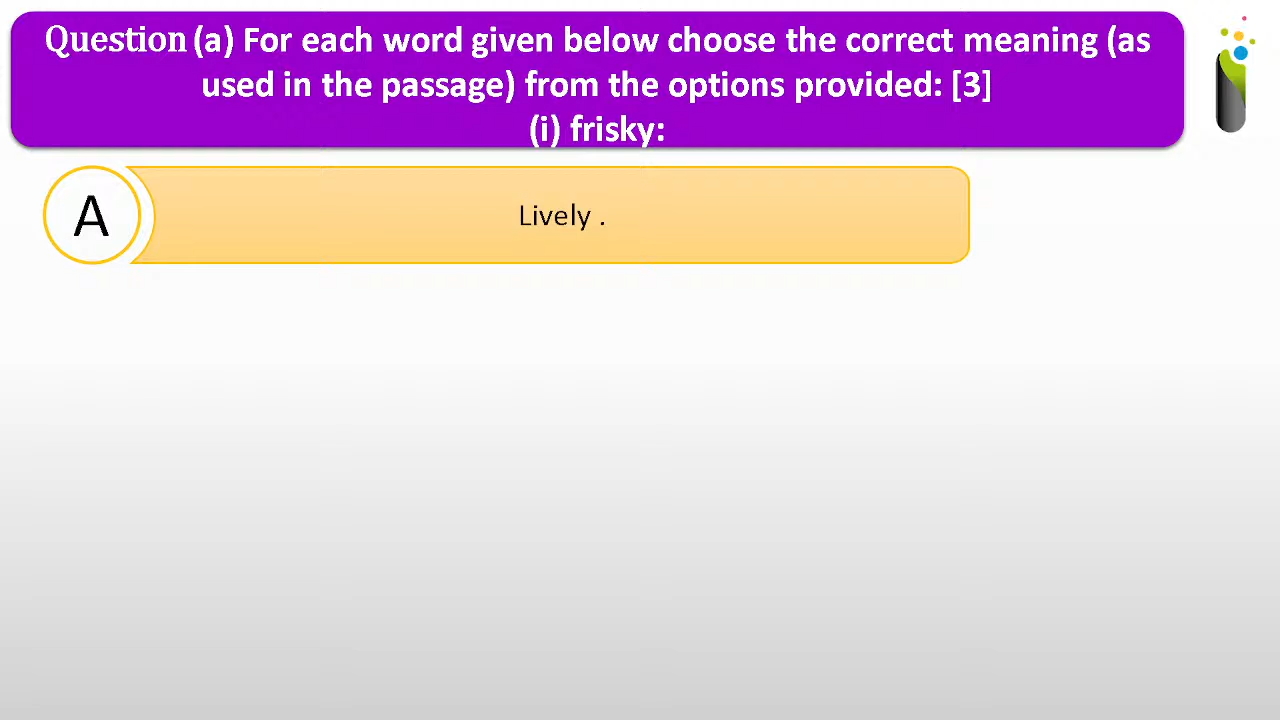 Question (a) For each word given below choose the correct meaning (as
used in the passage) from the options provided: [3]
(i) frisky:
A
Lively .